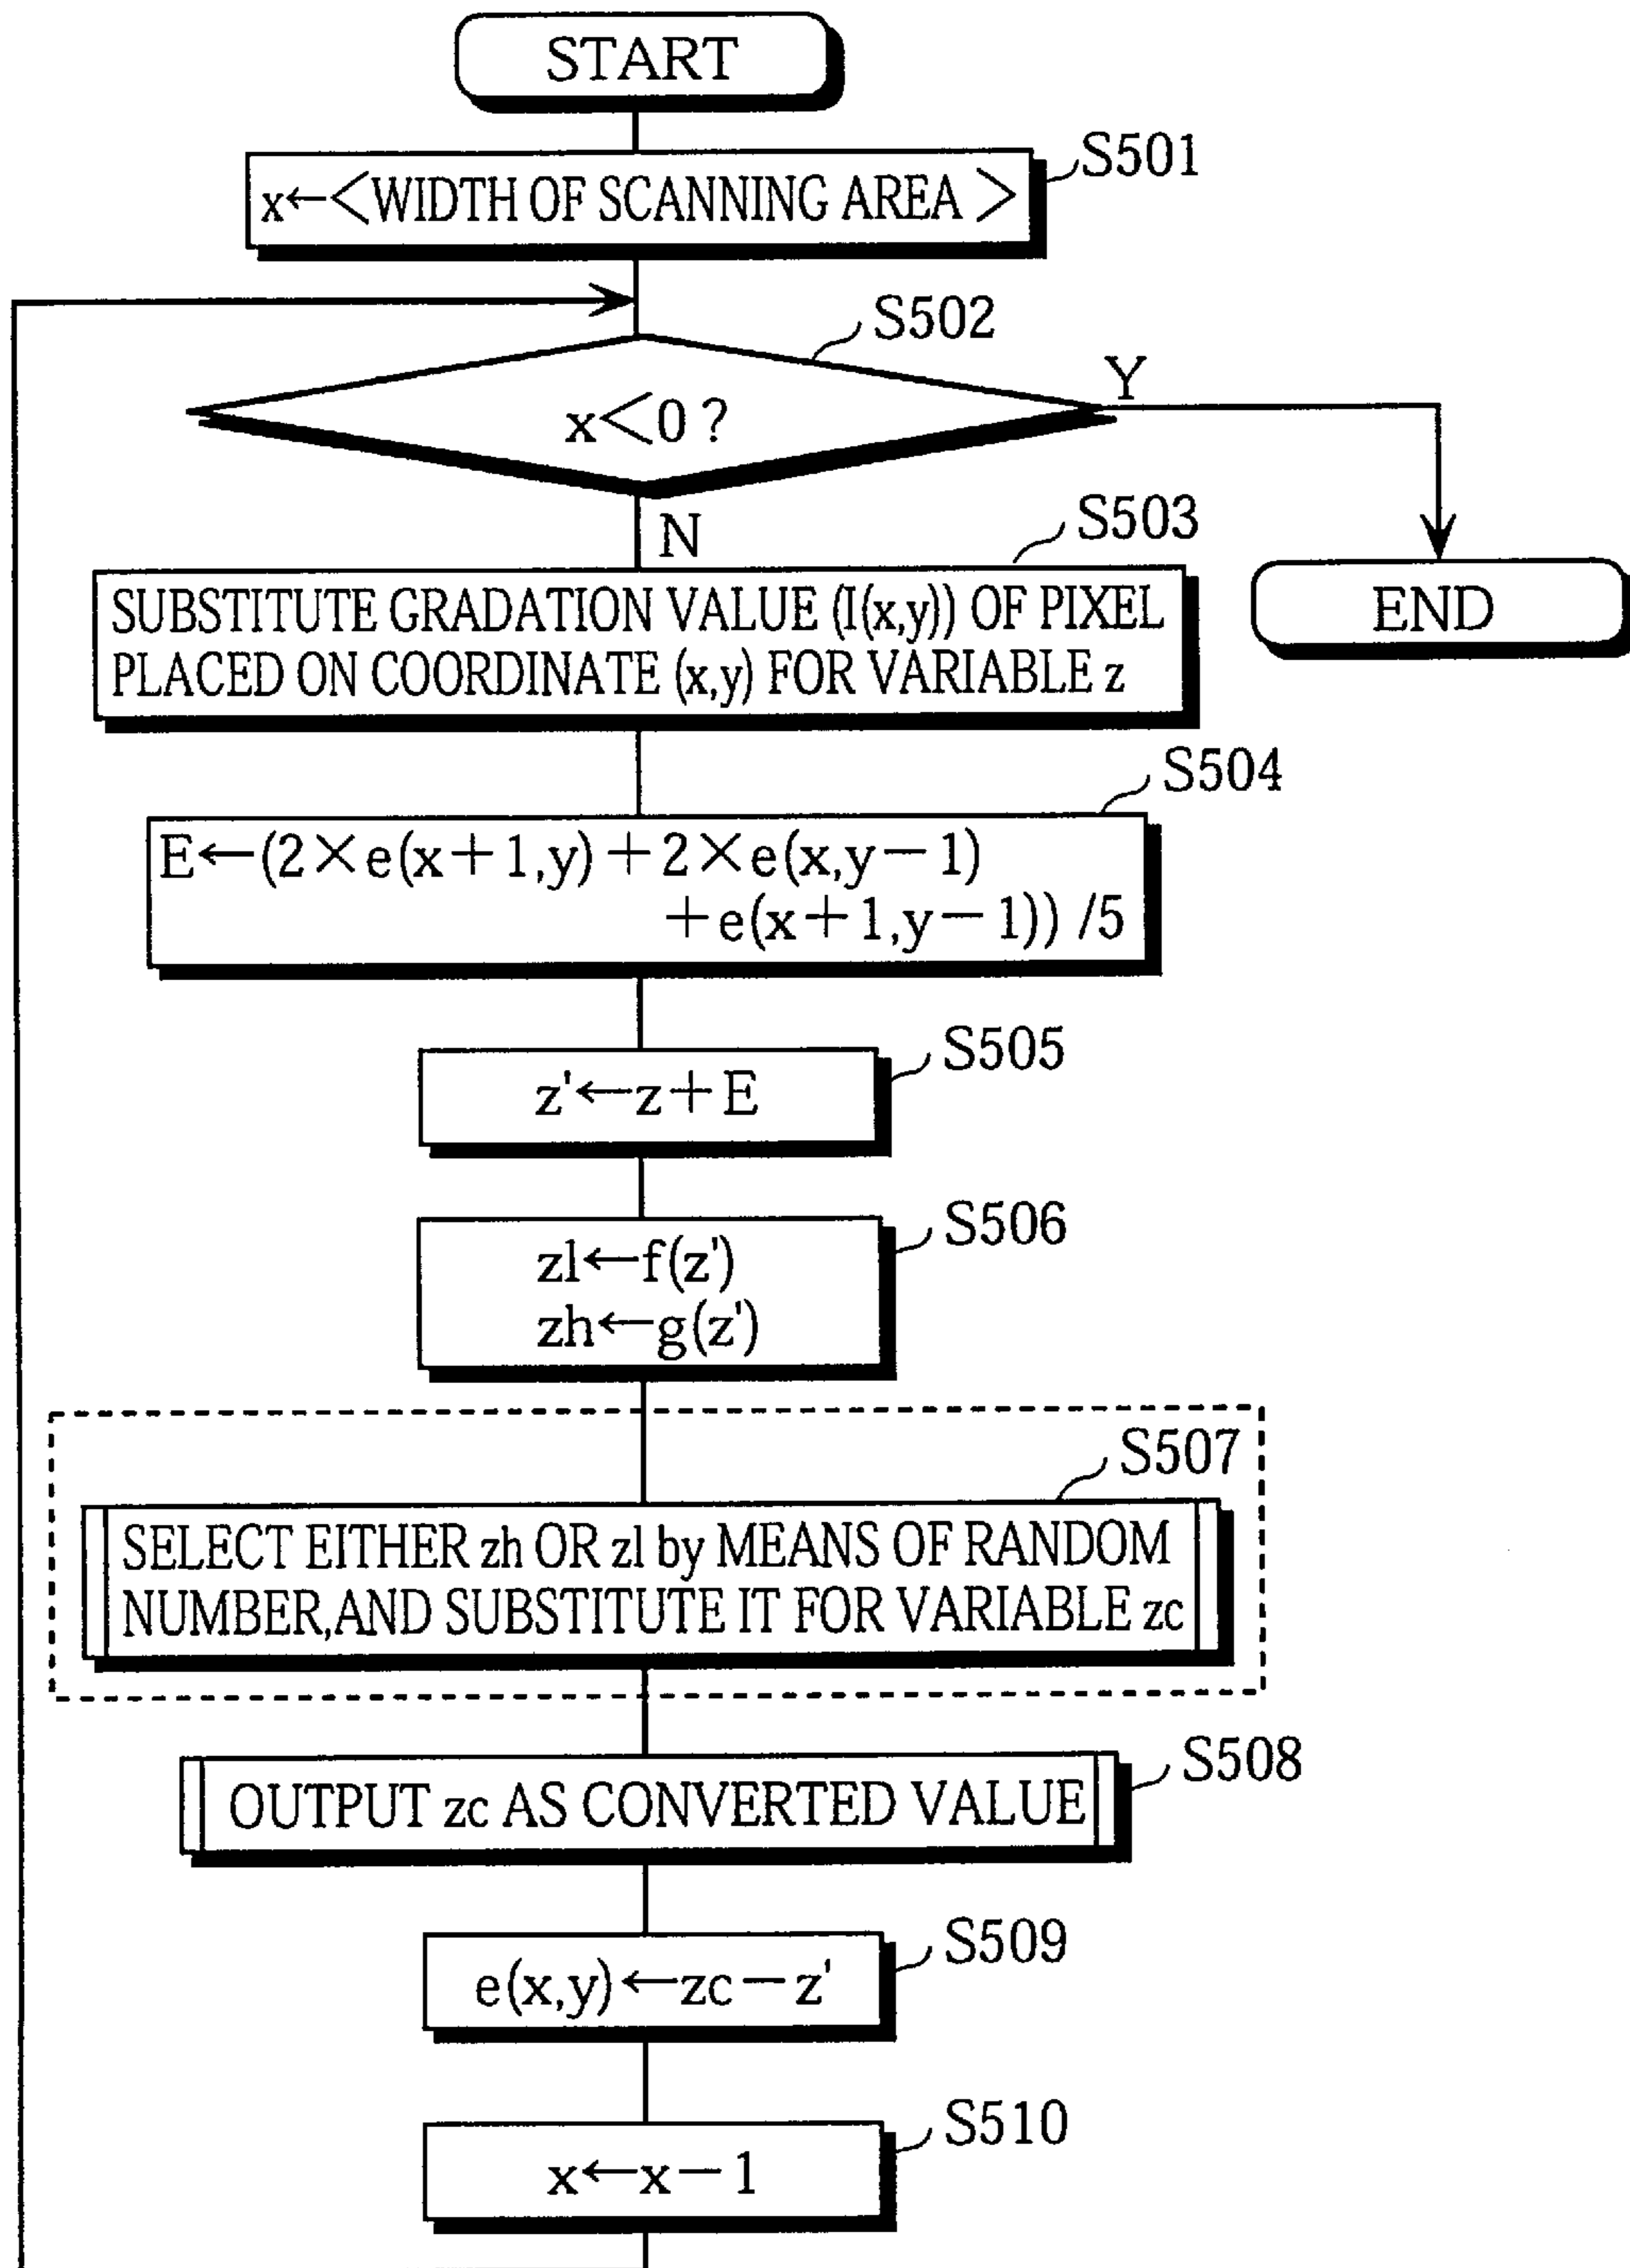 START
S501
x←<WIDTH OF SCANNING AREA>
S502
x<0?
Y
N
S503
SUBSTITUTE GRADATION VALUE (I(x,y)) OF PIXEL
PLACED ON COORDINATE (x,y) FOR VARIABLE z
END
S504
E←(2×e(x+1,y)+2×e(x,y−1)
+e(x+1,y−1))/5
S505
z'←z+E
S506
zl←f(z')
zh←g(z')
S507
SELECT EITHER zh OR zl by MEANS OF RANDOM
NUMBER,AND SUBSTITUTE IT FOR VARIABLE zc
S508
OUTPUT zc AS CONVERTED VALUE
S509
e(x,y)←zc−z'
S510
x←x−1